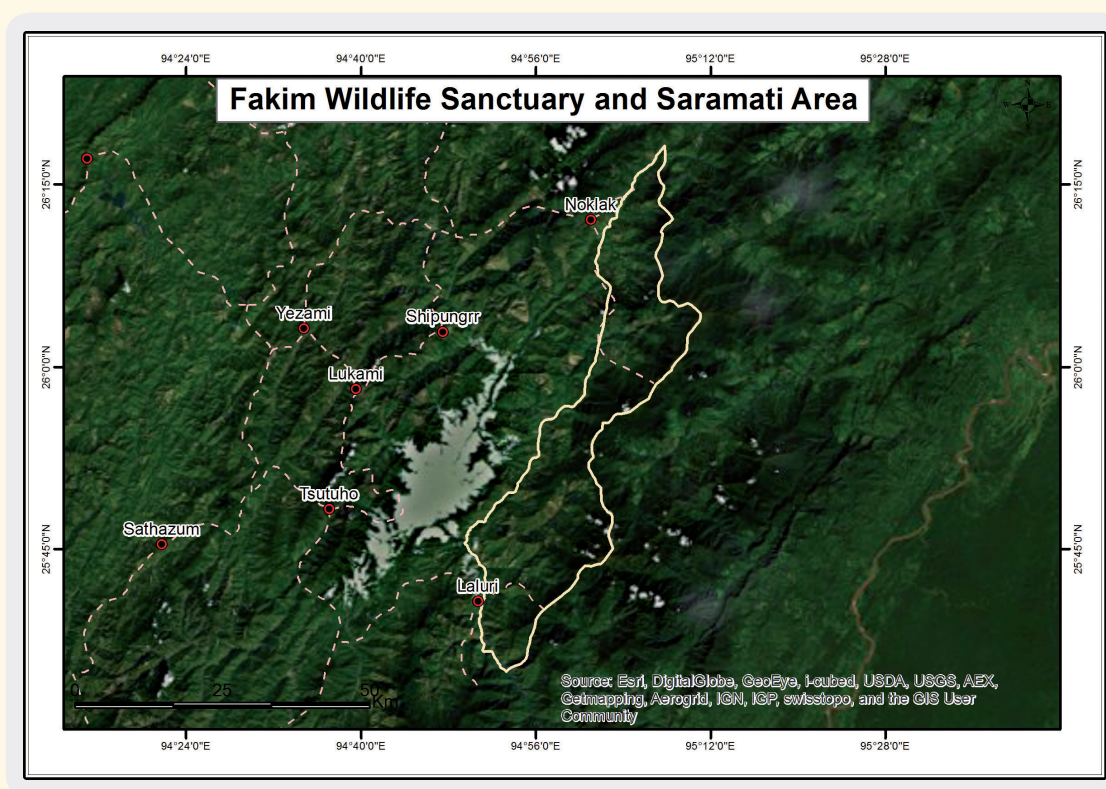 94°24'0"E 94°40'0"E 94°56'0"E 95°12'0"E 95°28'0"E
Fakim Wildlife Sanctuary and Saramati Area
W E
26°15'0"N 26°15'0"N
Noklak
Yezami
Shipungrr
26°0'0"N 26°0'0"N
Lukami
Tsutuho
Sathazum
25°45'0"N 25°45'0"N
Laluri
0 25 50
Km
Source: Esri, DigitalGlobe, GeoEye, i-cubed, USDA, USGS, AEX,
Getmapping, Aerogrid, IGN, IGP, swisstopo, and the GIS User
Community
94°24'0"E 94°40'0"E 94°56'0"E 95°12'0"E 95°28'0"E